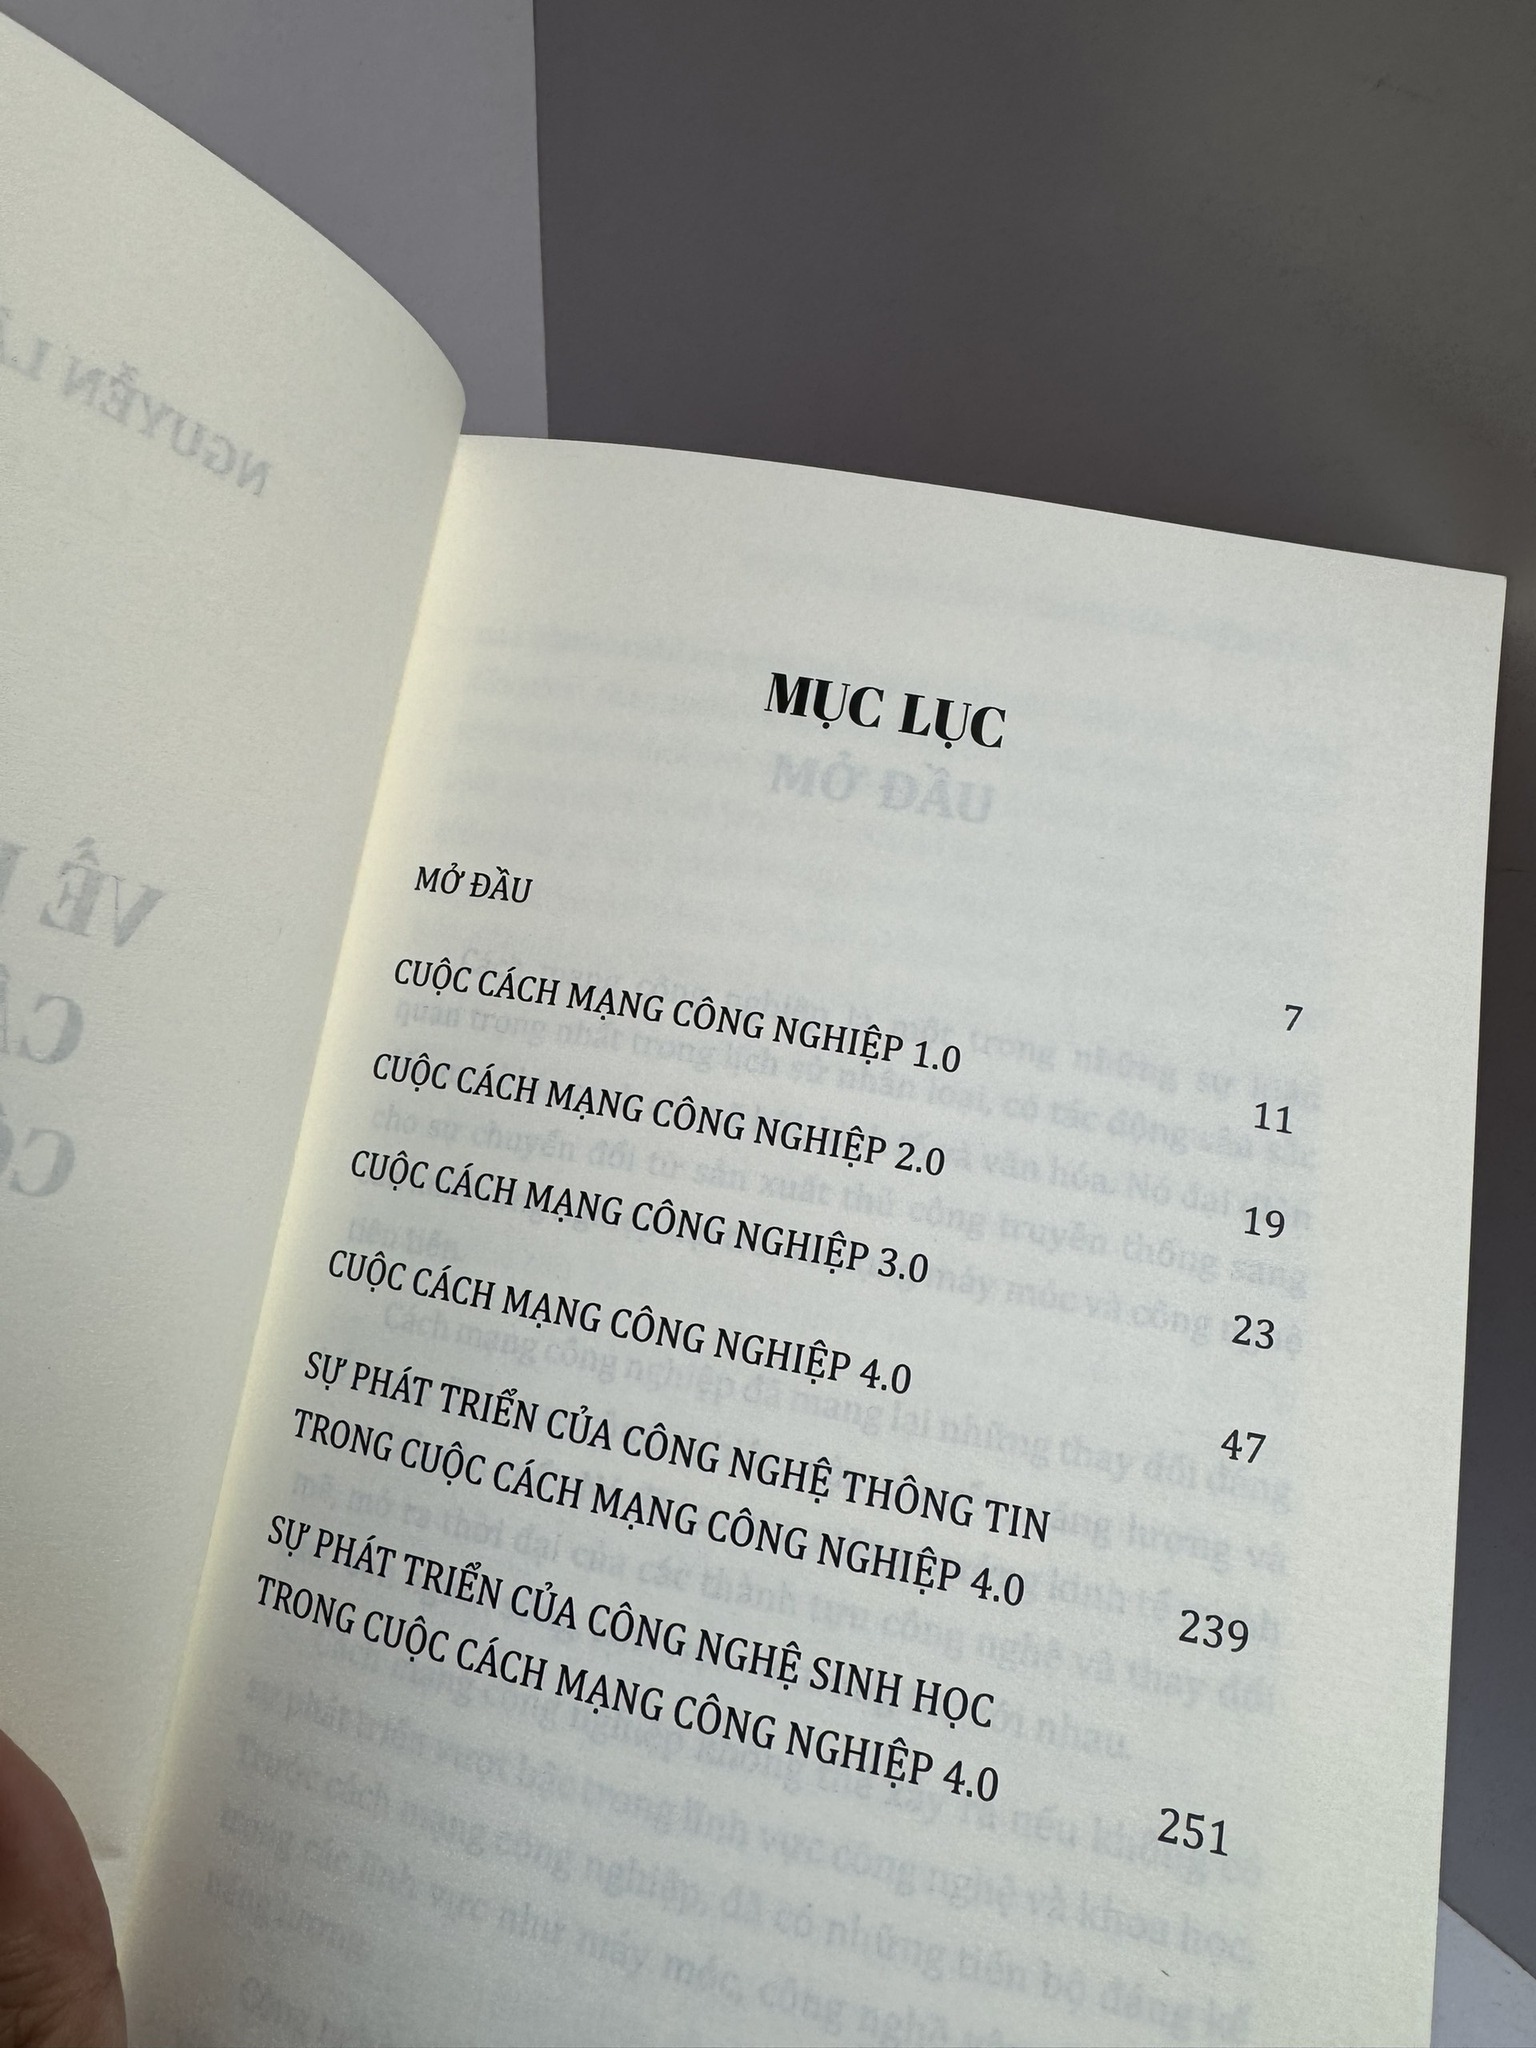 MỤC LỤC
MỞ ĐẦU 7
CUỘC CÁCH MẠNG CÔNG NGHIỆP 1.0 11
CUỘC CÁCH MẠNG CÔNG NGHIỆP 2.0 19
CUỘC CÁCH MẠNG CÔNG NGHIỆP 3.0 23
CUỘC CÁCH MẠNG CÔNG NGHIỆP 4.0 47
SỰ PHÁT TRIỂN CỦA CÔNG NGHỆ THÔNG TIN
TRONG CUỘC CÁCH MẠNG CÔNG NGHIỆP 4.0 239
SỰ PHÁT TRIỂN CỦA CÔNG NGHỆ SINH HỌC
TRONG CUỘC CÁCH MẠNG CÔNG NGHIỆP 4.0 251